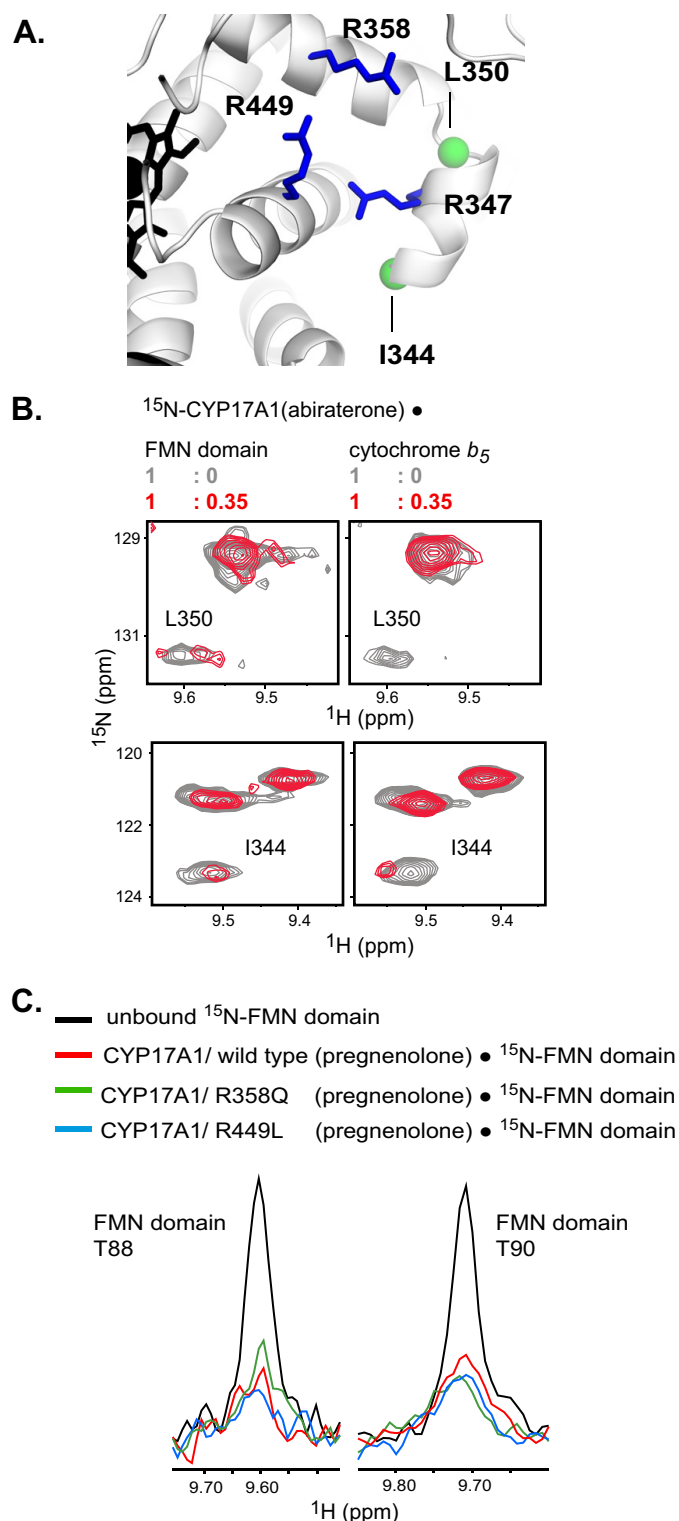 A.
R358
L350
R449
R347
I344
B.
¹⁵N-CYP17A1(abiraterone) ●
FMN domain cytochrome b₅
1 : 0 1 : 0
1 : 0.35 1 : 0.35
129
L350 L350
131
9.6 9.5 9.6 9.5
¹H (ppm)
¹⁵N (ppm)
120
122
I344 I344
124
9.5 9.4 9.5 9.4
¹H (ppm)
C.
unbound ¹⁵N-FMN domain
CYP17A1/ wild type (pregnenolone) ● ¹⁵N-FMN domain
CYP17A1/ R358Q (pregnenolone) ● ¹⁵N-FMN domain
CYP17A1/ R449L (pregnenolone) ● ¹⁵N-FMN domain
FMN domain
T88
FMN domain
T90
9.70 9.60 9.80 9.70
¹H (ppm)